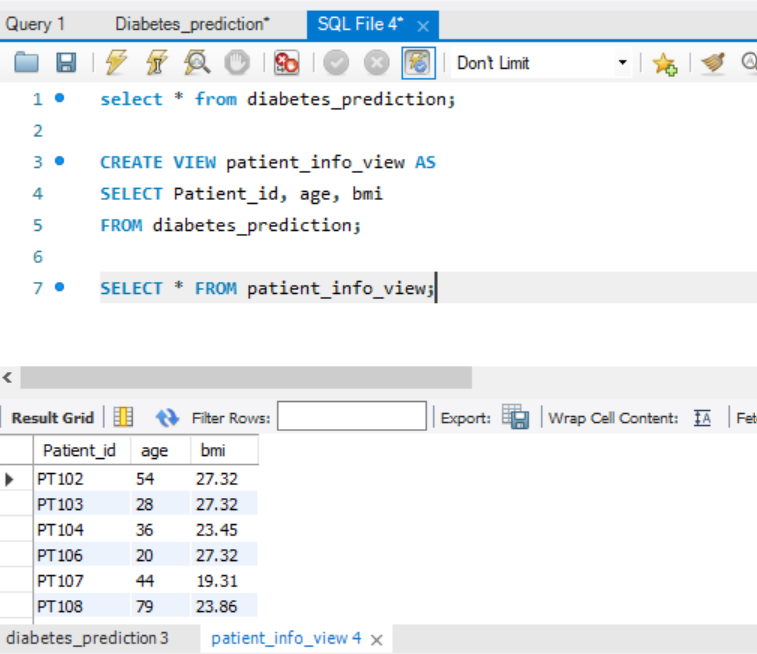 Query 1 Diabetes_prediction* SQL File 4*
Don't Limit
1 select * from diabetes_prediction;
2
3 CREATE VIEW patient_info_view AS
4 SELECT Patient_id, age, bmi
5 FROM diabetes_prediction;
6
7 SELECT * FROM patient_info_view;
Result Grid Filter Rows: Export: Wrap Cell Content: Fet
Patient_id age bmi
PT102 54 27.32
PT103 28 27.32
PT104 36 23.45
PT106 20 27.32
PT107 44 19.31
PT108 79 23.86
diabetes_prediction 3 patient_info_view 4